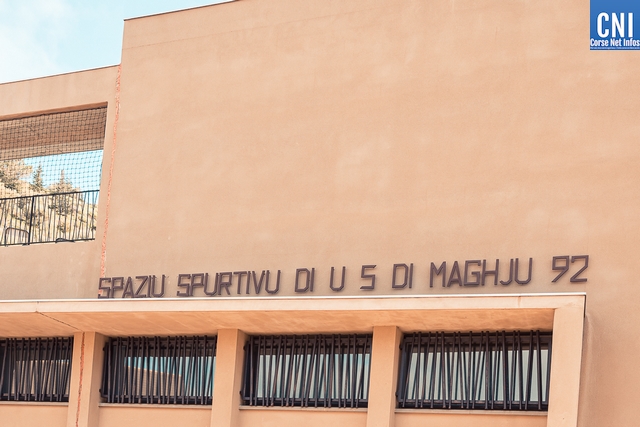 CNI
Corse Net Infos
SPAZIU SPURTIVU DI U 5 DI MAGHJU 92